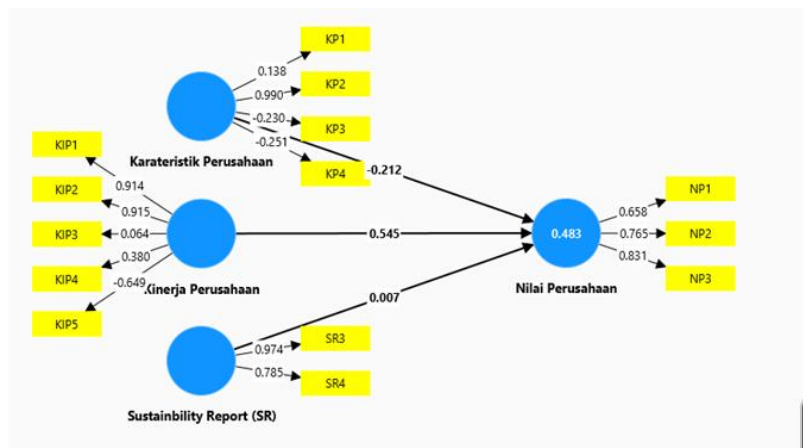 KP1
0.138
KP2
0.990
-0.230
KP3
-0.251
KP4
Karateristik Perusahaan
-0.212
KIP1
0.914
KIP2
0.915
KIP3
0.064
0.380
KIP4
-0.649
KIP5
Kinerja Perusahaan
0.545
0.007
0.483
Nilai Perusahaan
0.658
NP1
0.765
NP2
0.831
NP3
SR3
0.974
0.785
SR4
Sustainbility Report (SR)